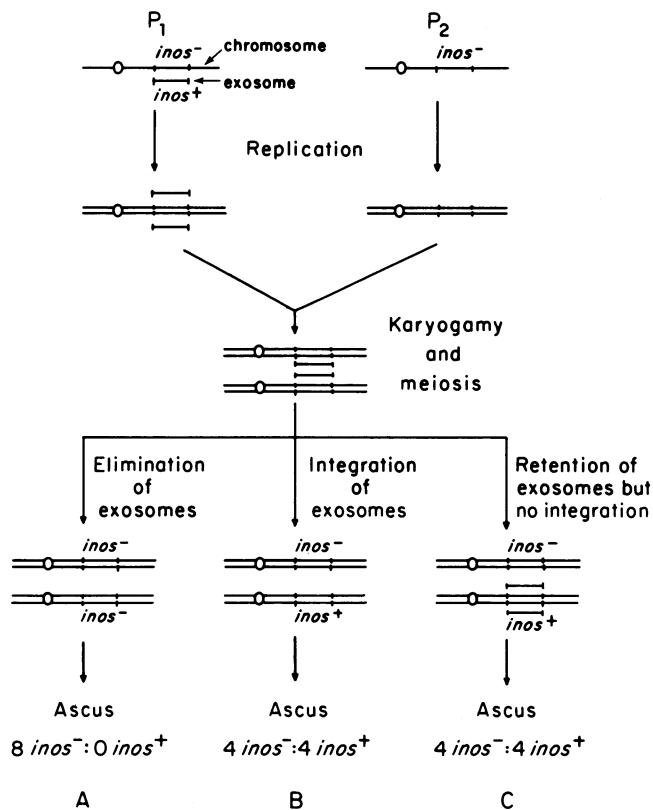 P₁
P₂
inos⁻
chromosome
inos⁻
exosome
inos⁺
Replication
Karyogamy
and
meiosis
Elimination
of
exosomes
Integration
of
exosomes
Retention of
exosomes but
no integration
inos⁻
inos⁻
inos⁻
inos⁻
inos⁺
inos⁺
Ascus
Ascus
Ascus
8 inos⁻:0 inos⁺
4 inos⁻:4 inos⁺
4 inos⁻:4 inos⁺
A
B
C